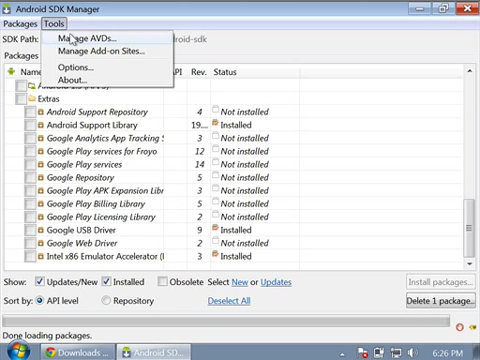 Android SDK Manager
Packages Tools
SDK Path: android-sdk
Manage AVDs...
Manage Add-on Sites...
Options...
About...
Packages
Name API Rev. Status
Extras
Android Support Repository 4 Not installed
Android Support Library 19... Installed
Google Analytics App Tracking S 3 Not installed
Google Play services for Froyo 12 Not installed
Google Play services 14 Not installed
Google Repository 5 Not installed
Google Play APK Expansion Libr 3 Not installed
Google Play Billing Library 5 Not installed
Google Play Licensing Library 2 Not installed
Google USB Driver 9 Installed
Google Web Driver 2 Not installed
Intel x86 Emulator Accelerator (H 3 Installed
Show: Updates/New Installed Obsolete Select New or Updates Install packages...
Sort by: API level Repository Deselect All Delete 1 package...
Done loading packages.
Downloads ... Android SD... 6:26 PM